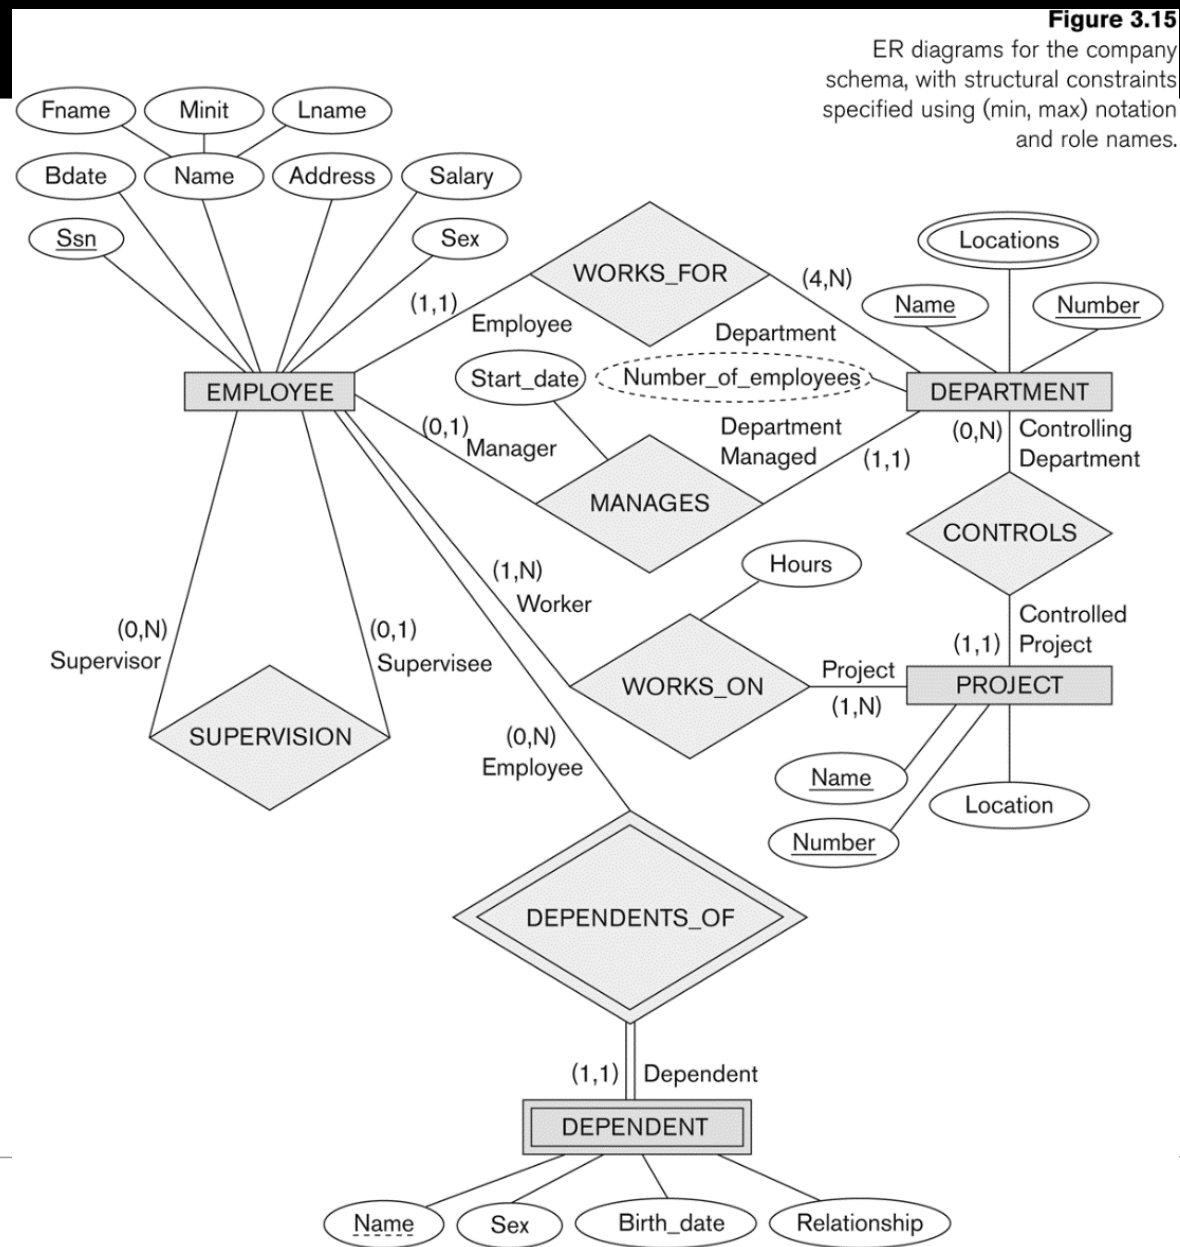 Figure 3.15
ER diagrams for the company
schema, with structural constraints
specified using (min, max) notation
and role names.
Fname
Minit
Lname
Bdate
Name
Address
Salary
Ssn
Sex
WORKS_FOR
(4,N)
Locations
Name
Number
(1,1)
Employee
Department
Start_date
Number_of_employees
EMPLOYEE
DEPARTMENT
(0,1)
Manager
Department
Managed
(1,1)
(0,N)
Controlling
Department
MANAGES
CONTROLS
Hours
(1,N)
Worker
(0,N)
Supervisor
(0,1)
Supervisee
Controlled
Project
(1,1)
WORKS_ON
Project
(1,N)
PROJECT
SUPERVISION
(0,N)
Employee
Name
Number
Location
DEPENDENTS_OF
(1,1)
Dependent
DEPENDENT
Name
Sex
Birth_date
Relationship